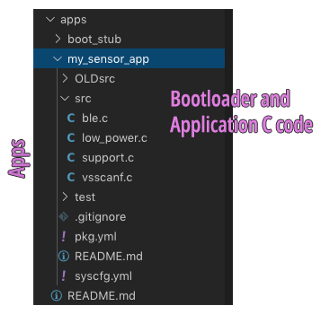 apps
boot_stub
my_sensor_app
OLDsrc
src
Bootloader and
Application C code
C ble.c
C low_power.c
C support.c
C vsscanf.c
Apps
test
.gitignore
! pkg.yml
README.md
! syscfg.yml
README.md